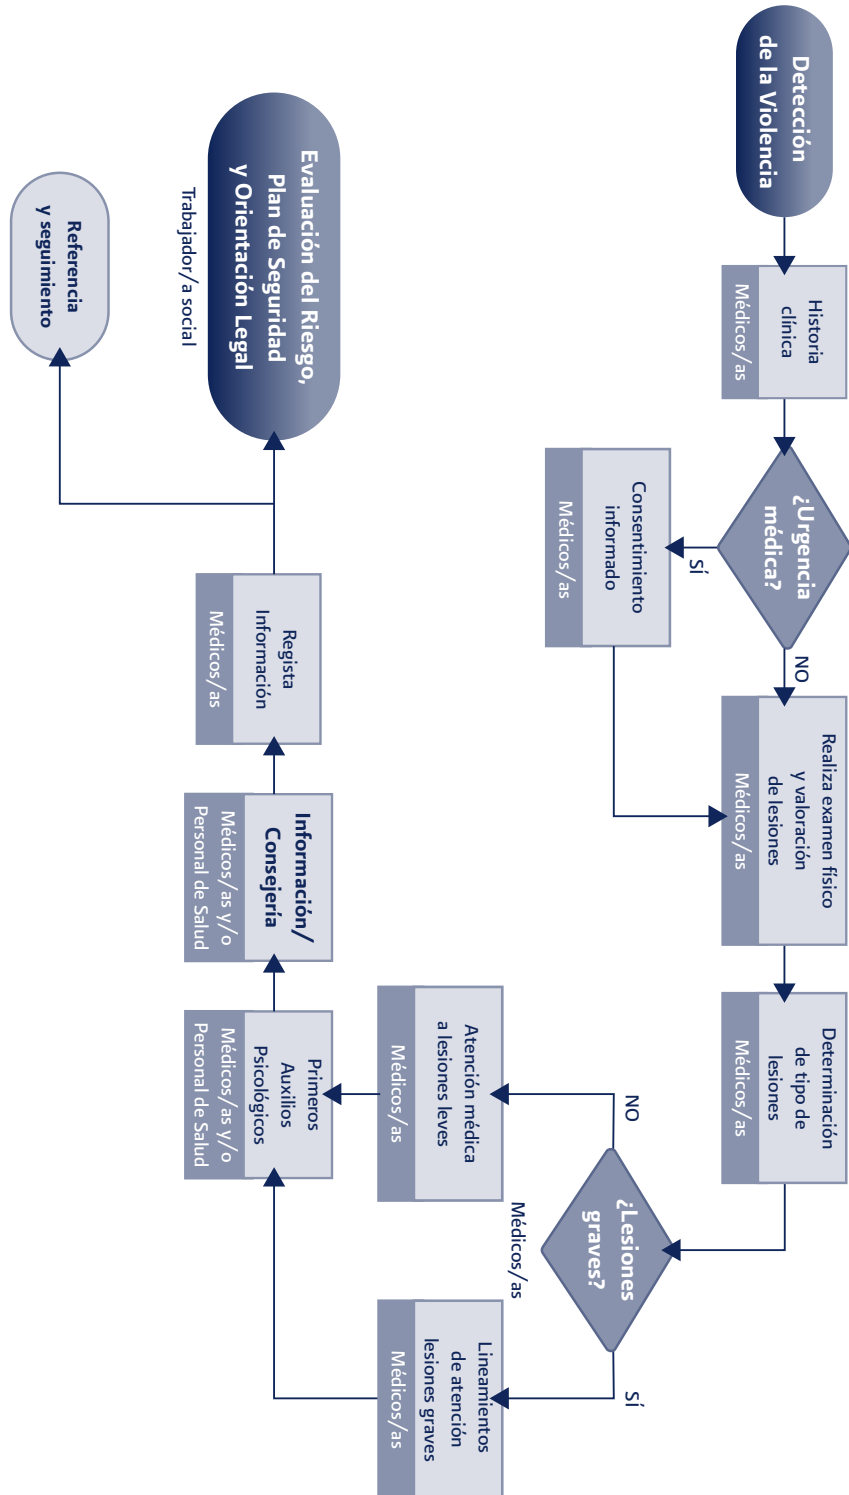 Detección
de la Violencia
Historia
clínica
Médicos/as
¿Urgencia
médica?
SÍ
NO
Consentimiento
informado
Médicos/as
Realiza examen físico
y valoración
de lesiones
Médicos/as
Determinación
de tipo de
lesiones
Médicos/as
¿Lesiones
graves?
Médicos/as
NO
SÍ
Atención médica
a lesiones leves
Médicos/as
Lineamientos
de atención
lesiones graves
Médicos/as
Primeros
Auxilios
Psicológicos
Médicos/as y/o
Personal de Salud
Información/
Consejería
Médicos/as y/o
Personal de Salud
Regista
Información
Médicos/as
Evaluación del Riesgo,
Plan de Seguridad
y Orientación Legal
Trabajador/a social
Referencia
y seguimiento